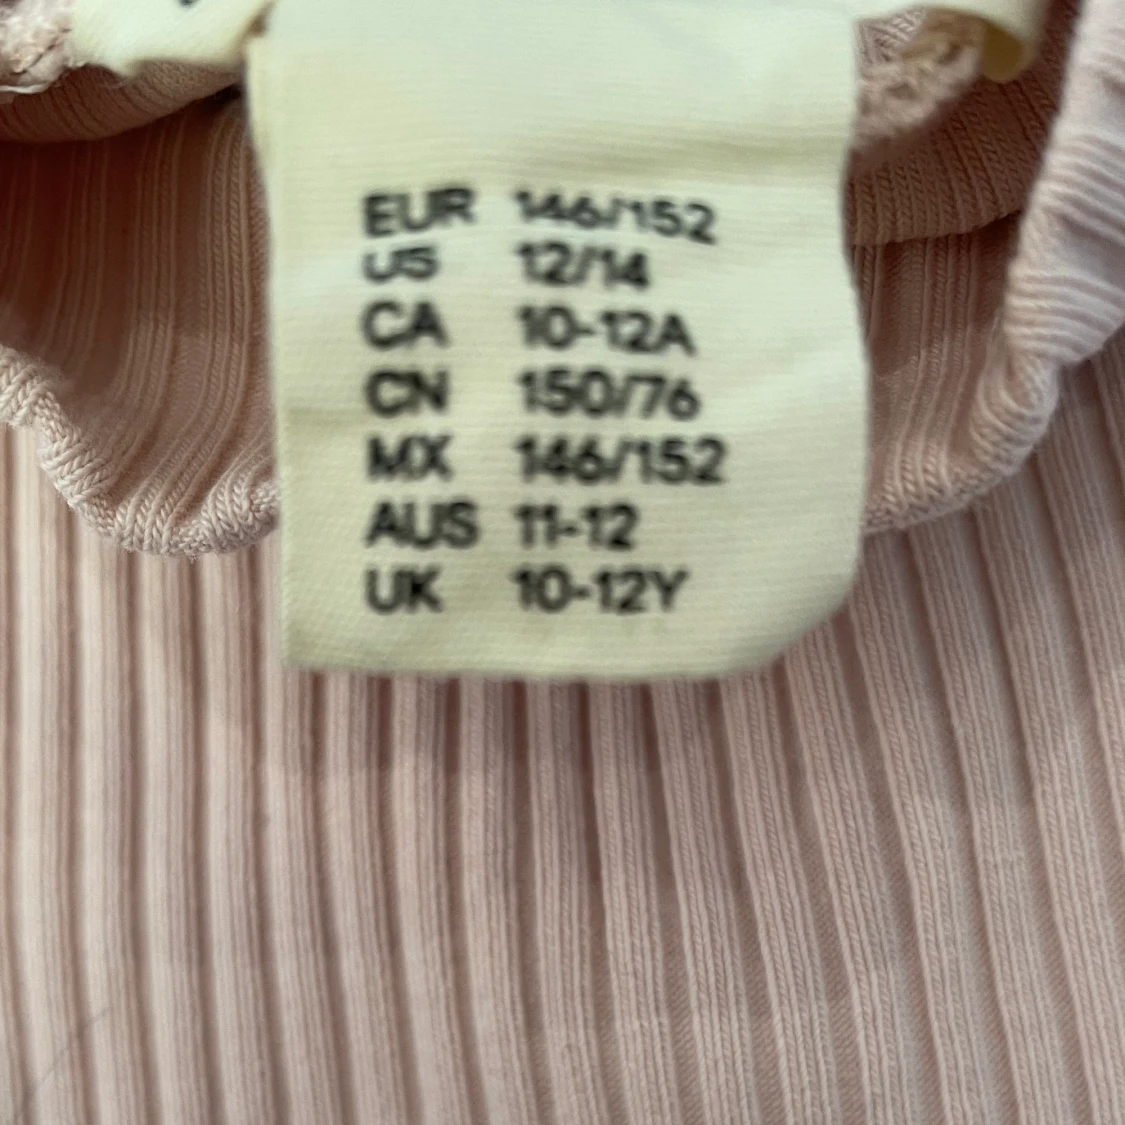 EUR 146/152
US 12/14
CA 10-12A
CN 150/76
MX 146/152
AUS 11-12
UK 10-12Y